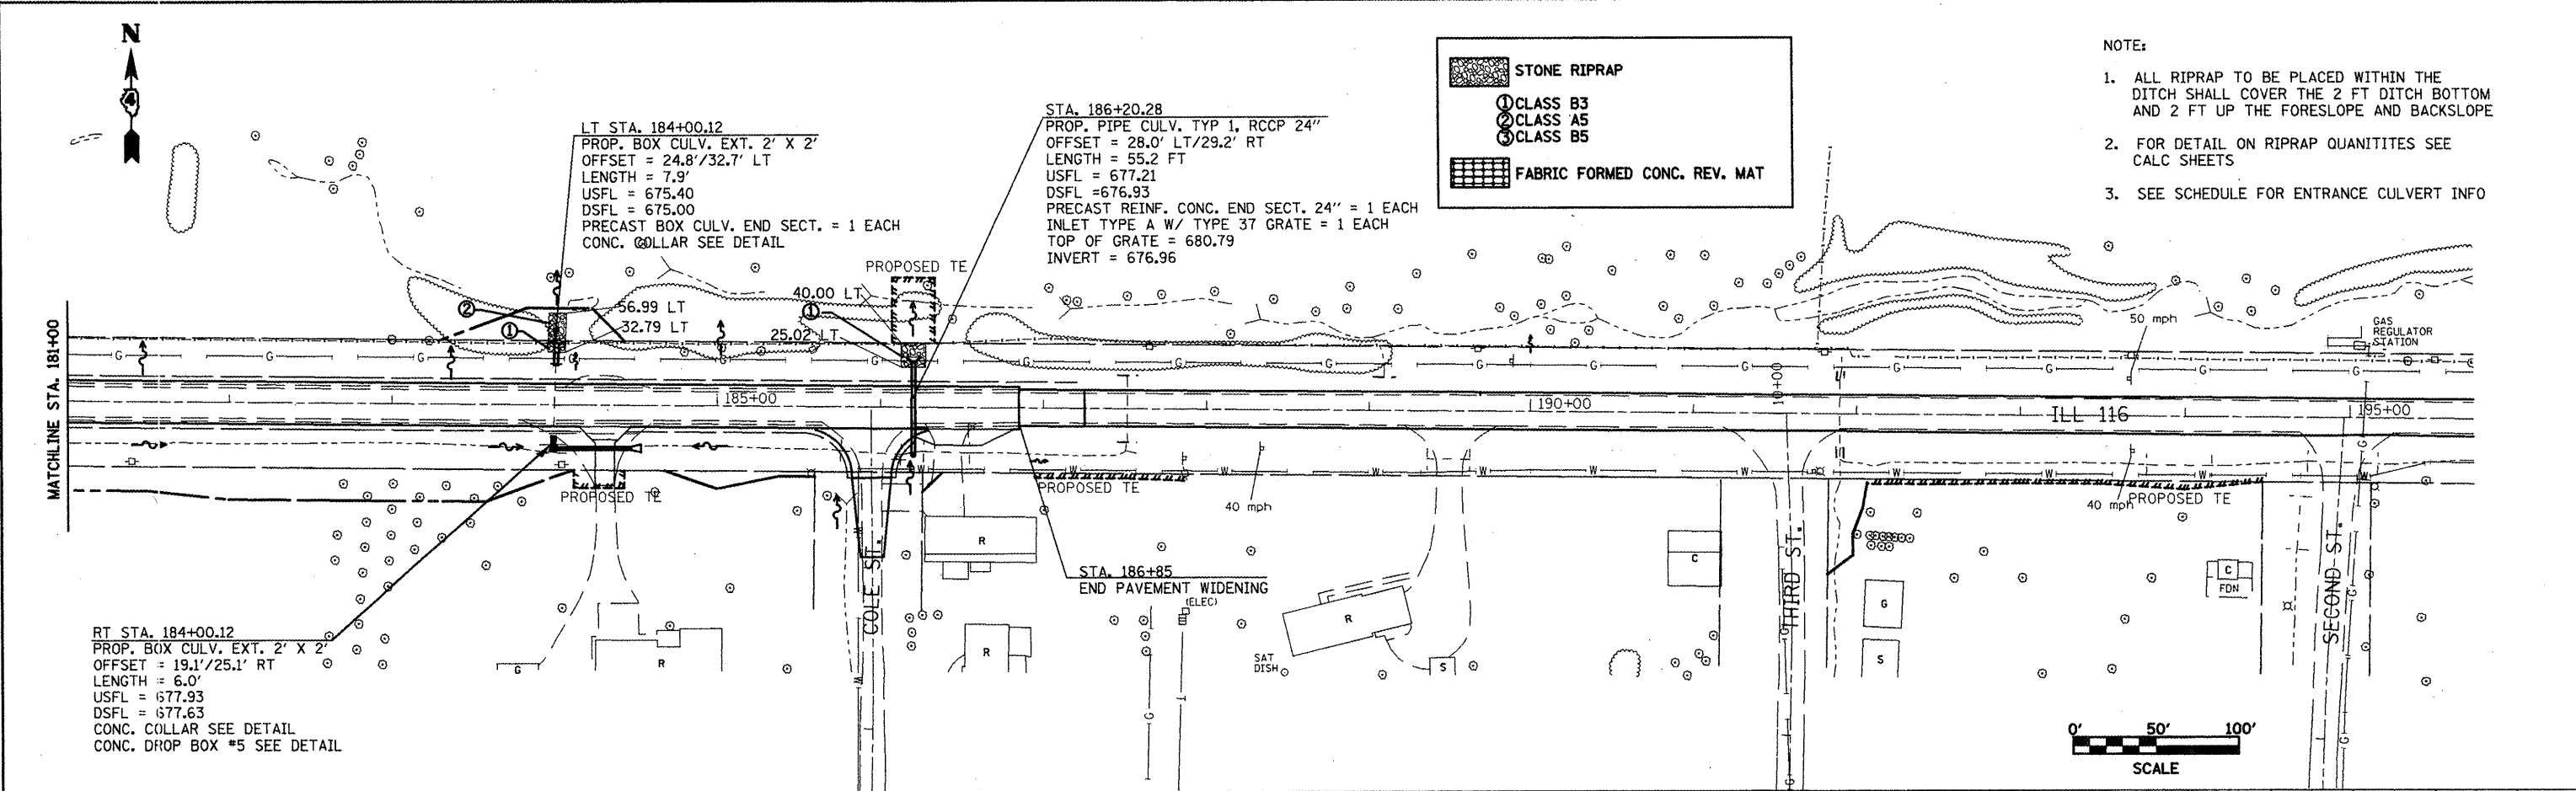 N
4
MATCHLINE STA. 181+00
LT STA. 184+00.12
PROP. BOX CULV. EXT. 2' X 2'
OFFSET = 24.8'/32.7' LT
LENGTH = 7.9'
USFL = 675.40
DSFL = 675.00
PRECAST BOX CULV. END SECT. = 1 EACH
CONC. COLLAR SEE DETAIL
STA. 186+20.28
PROP. PIPE CULV. TYP 1, RCCP 24"
OFFSET = 28.0' LT/29.2' RT
LENGTH = 55.2 FT
USFL = 677.21
DSFL =676.93
PRECAST REINF. CONC. END SECT. 24" = 1 EACH
INLET TYPE A W/ TYPE 37 GRATE = 1 EACH
TOP OF GRATE = 680.79
INVERT = 676.96
STONE RIPRAP
① CLASS B3
② CLASS A5
③ CLASS B5
FABRIC FORMED CONC. REV. MAT
NOTE:
1. ALL RIPRAP TO BE PLACED WITHIN THE
DITCH SHALL COVER THE 2 FT DITCH BOTTOM
AND 2 FT UP THE FORESLOPE AND BACKSLOPE
2. FOR DETAIL ON RIPRAP QUANITITES SEE
CALC SHEETS
3. SEE SCHEDULE FOR ENTRANCE CULVERT INFO
PROPOSED TE
②
①
56.99 LT
32.79 LT
40.00 LT
①
25.02 LT
50 mph
GAS
REGULATOR
STATION
G G G G G G G G G G G G
185+00
190+00
10+00
ILL 116
195+00
W W W W W W W W W
PROPOSED TE
PROPOSED TE
40 mph
40 mph
PROPOSED TE
COLE ST.
THIRD ST.
SECOND ST.
R
C
G
C
FDN
STA. 186+85
END PAVEMENT WIDENING
(ELEC)
R
RT STA. 184+00.12
PROP. BOX CULV. EXT. 2' X 2'
OFFSET = 19.1'/25.1' RT
LENGTH = 6.0'
USFL = 677.93
DSFL = 677.63
CONC. COLLAR SEE DETAIL
CONC. DROP BOX #5 SEE DETAIL
G
R
R
SAT
DISH
S
S
0' 50' 100'
SCALE